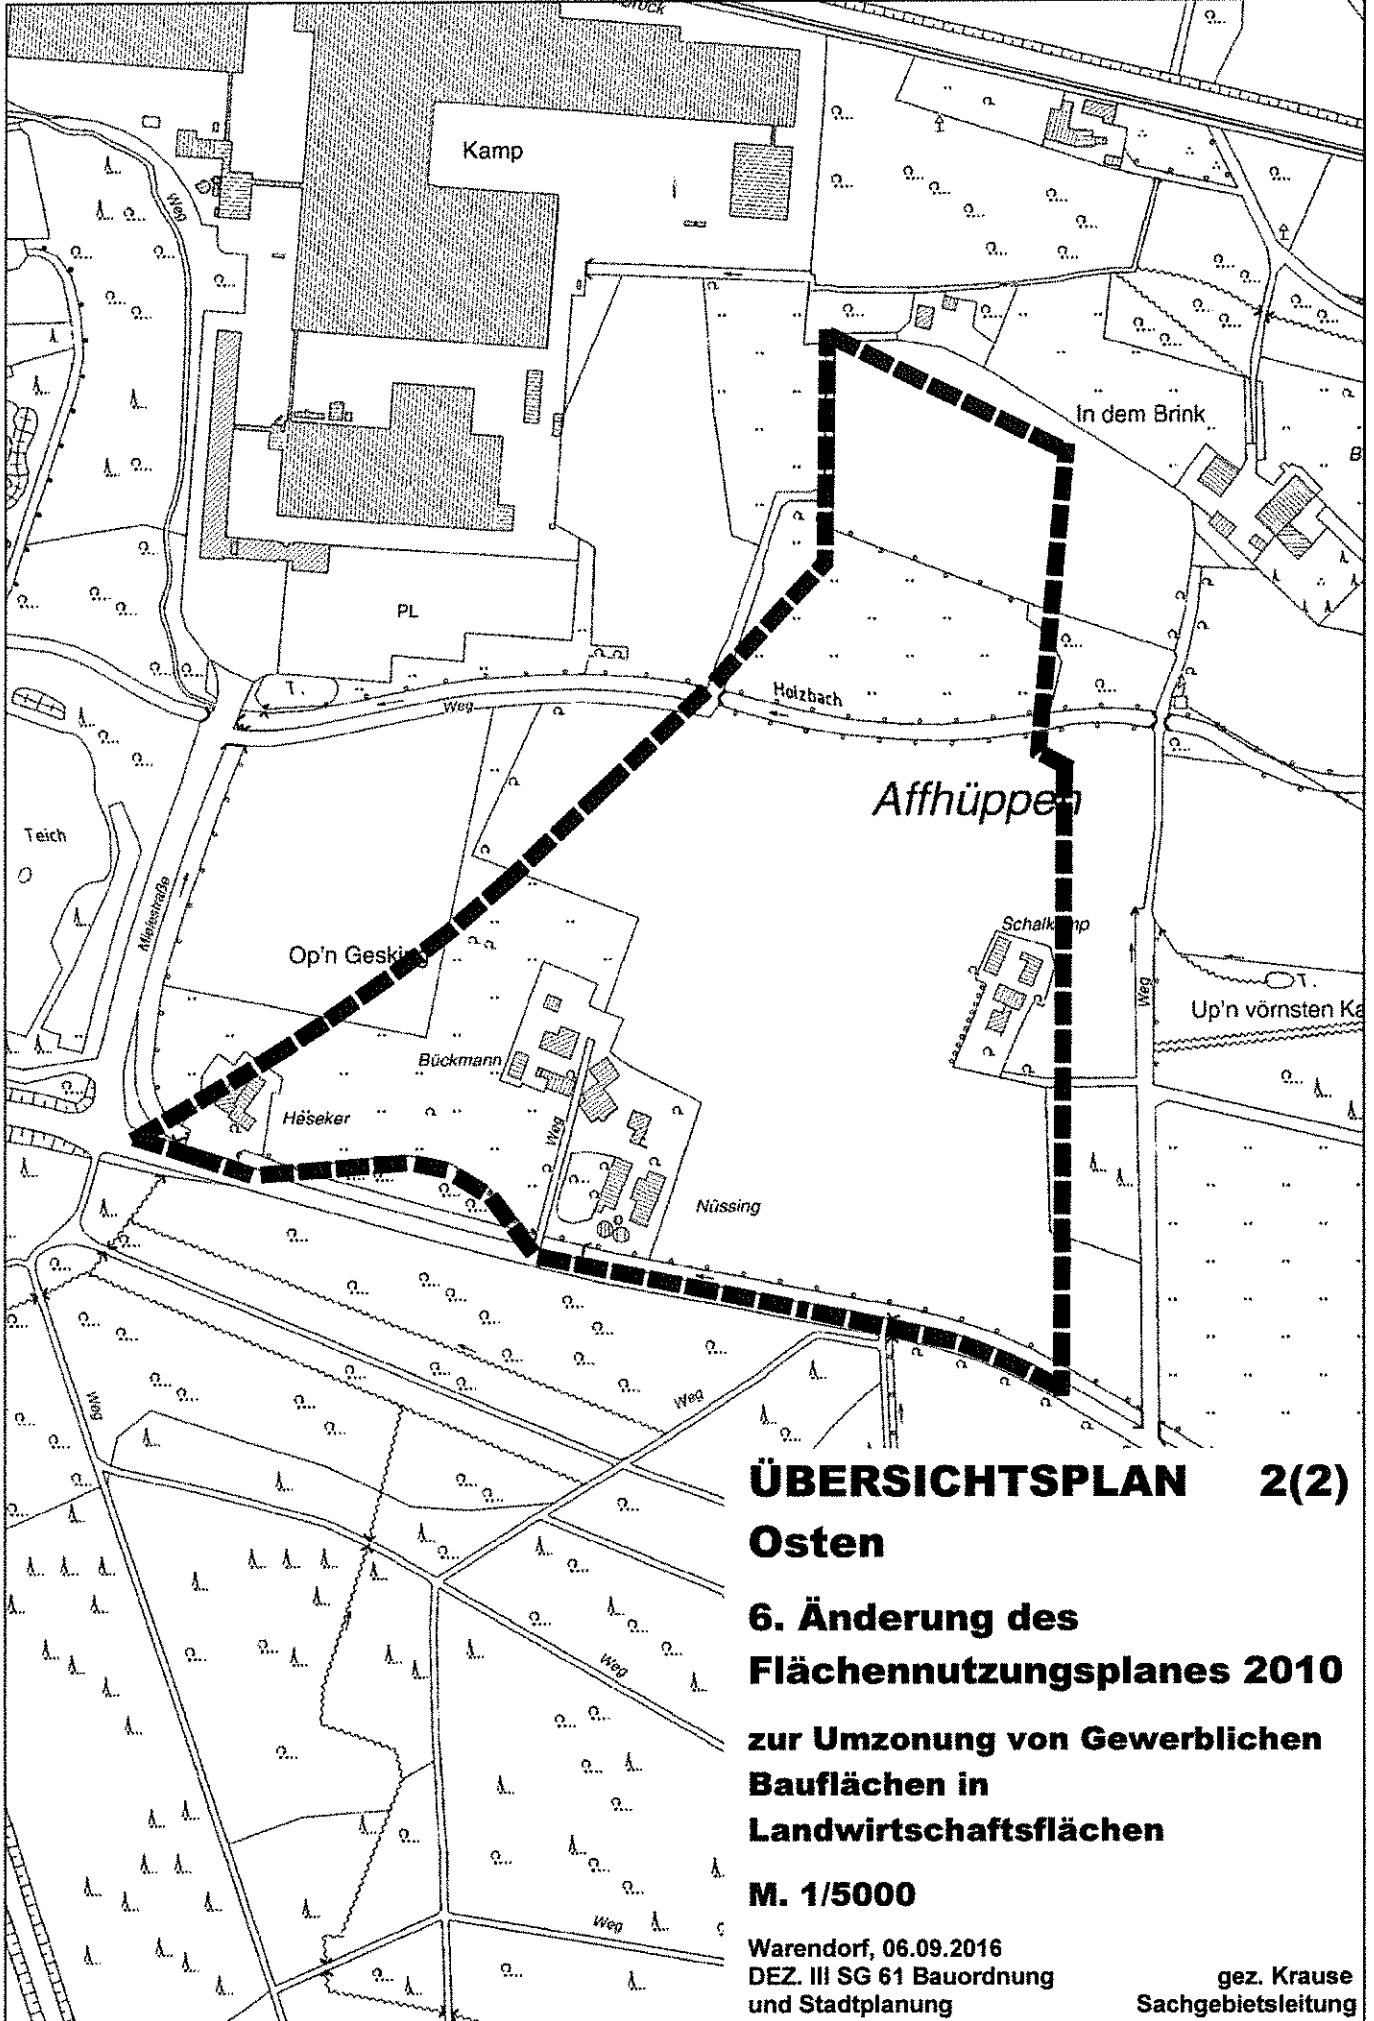 Kamp
Weg
In dem Brink
PL
T.
Weg
Holzbach
Affhüppen
Teich
Mielestraße
Schalkamp
Op'n Gesking
Weg
T.
Up'n vörnsten Ka
Bückmann
Heseker
Weg
Nüssing
Weg
Weg
Weg
Weg
ÜBERSICHTSPLAN 2(2)
Osten
6. Änderung des
Flächennutzungsplanes 2010
zur Umzonung von Gewerblichen
Bauflächen in
Landwirtschaftsflächen
M. 1/5000
Warendorf, 06.09.2016
DEZ. III SG 61 Bauordnung
und Stadtplanung
gez. Krause
Sachgebietsleitung